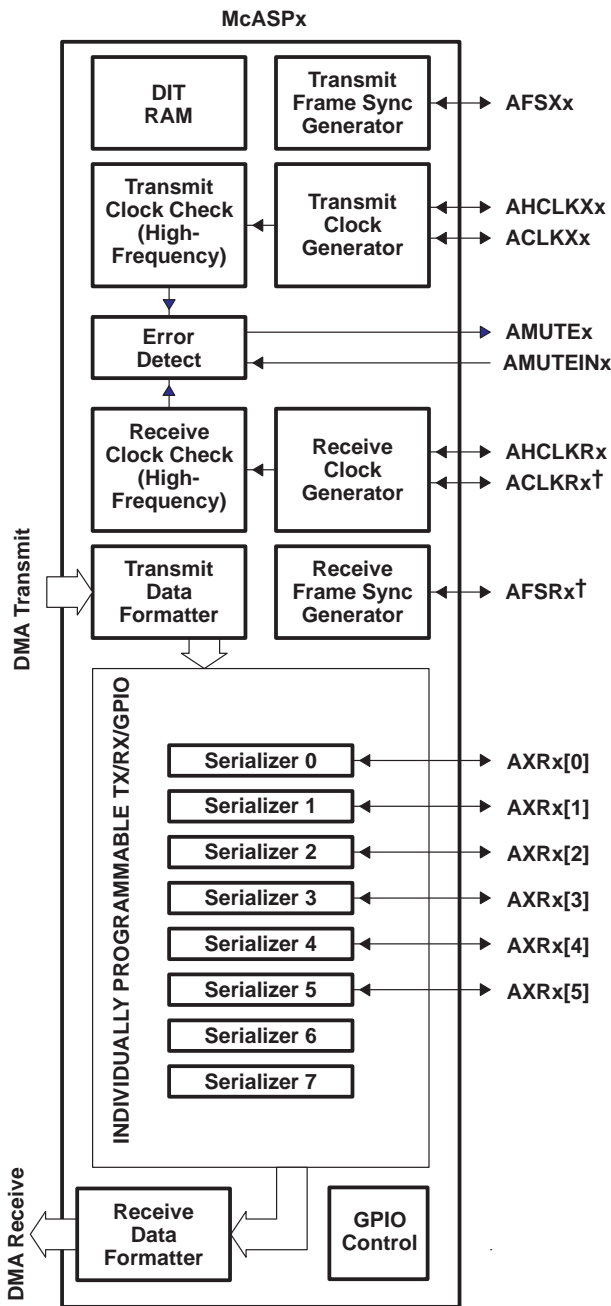 McASPx
DIT
RAM
Transmit
Frame Sync
Generator
AFSXx
Transmit
Clock Check
(High-
Frequency)
Transmit
Clock
Generator
AHCLKXx
ACLKXx
Error
Detect
AMUTEx
AMUTEINx
Receive
Clock Check
(High-
Frequency)
Receive
Clock
Generator
AHCLKRx
ACLKRx†
DMA Transmit
Transmit
Data
Formatter
Receive
Frame Sync
Generator
AFSRx†
INDIVIDUALLY PROGRAMMABLE TX/RX/GPIO
Serializer 0
AXRx[0]
Serializer 1
AXRx[1]
Serializer 2
AXRx[2]
Serializer 3
AXRx[3]
Serializer 4
AXRx[4]
Serializer 5
AXRx[5]
Serializer 6
Serializer 7
DMA Receive
Receive
Data
Formatter
GPIO
Control